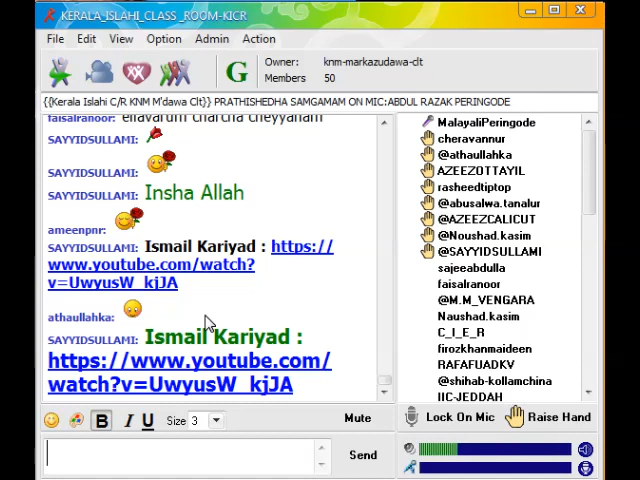 KERALA_ISLAHI_CLASS_ROOM-KICR
File Edit View Option Admin Action
G
Owner: knm-markazudawa-clt
Members 50
{{Kerala Islahi C/R KNM M'dawa Clt}} PRATHISHEDHA SAMGAMAM ON MIC:ABDUL RAZAK PERINGODE
faisalranoor: ellavarum charcha cheyyanam
SAYYIDSULLAMI:
SAYYIDSULLAMI:
SAYYIDSULLAMI: Insha Allah
ameenpnr:
SAYYIDSULLAMI: Ismail Kariyad : https://
www.youtube.com/watch?
v=UwyusW_kjJA
athaullahka:
SAYYIDSULLAMI: Ismail Kariyad :
https://www.youtube.com/
watch?v=UwyusW_kjJA
MalayaliPeringode
cheravannur
@athaullahka
AZEEZOTTAYIL
rasheedtiptop
@abusalwa.tanalur
@AZEEZCALICUT
@Noushad.kasim
@SAYYIDSULLAMI
sajeeabdulla
faisalranoor
@M.M_VENGARA
Naushad.kasim
C_I_E_R
firozkhanmaideen
RAFAFUADKV
@shihab-kollamchina
IIC-JEDDAH
B I U Size 3 Mute
Lock On Mic Raise Hand
Send